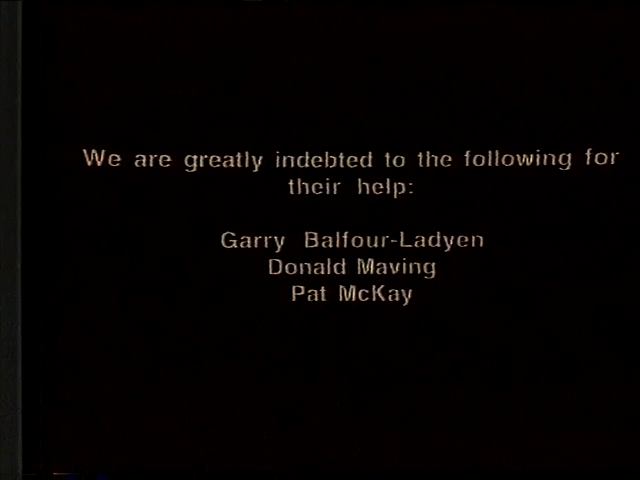 We are greatly indebted to the following for
their help:
Garry Balfour-Ladyen
Donald Maving
Pat McKay